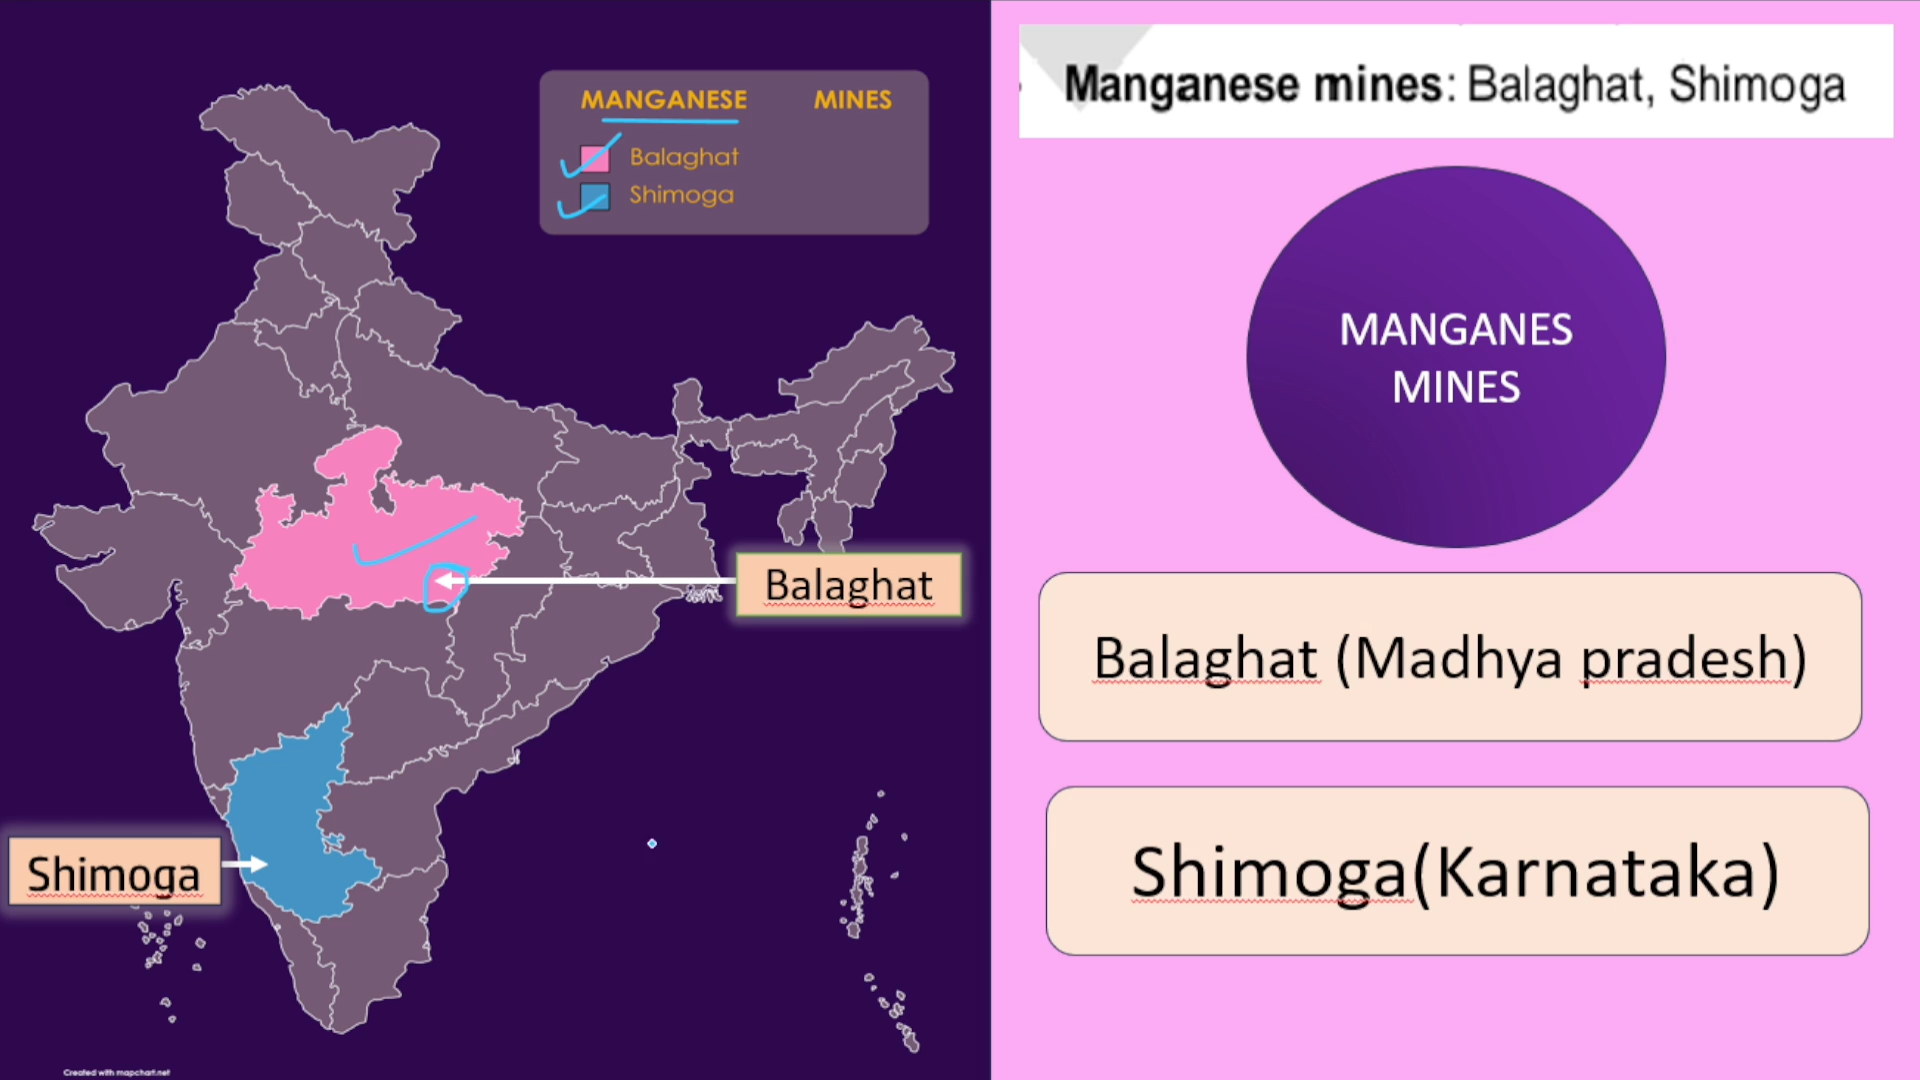 MANGANESE MINES
Balaghat
Shimoga
Balaghat
Shimoga
Created with mapchart.net
Manganese mines: Balaghat, Shimoga
MANGANES
MINES
Balaghat (Madhya pradesh)
Shimoga(Karnataka)